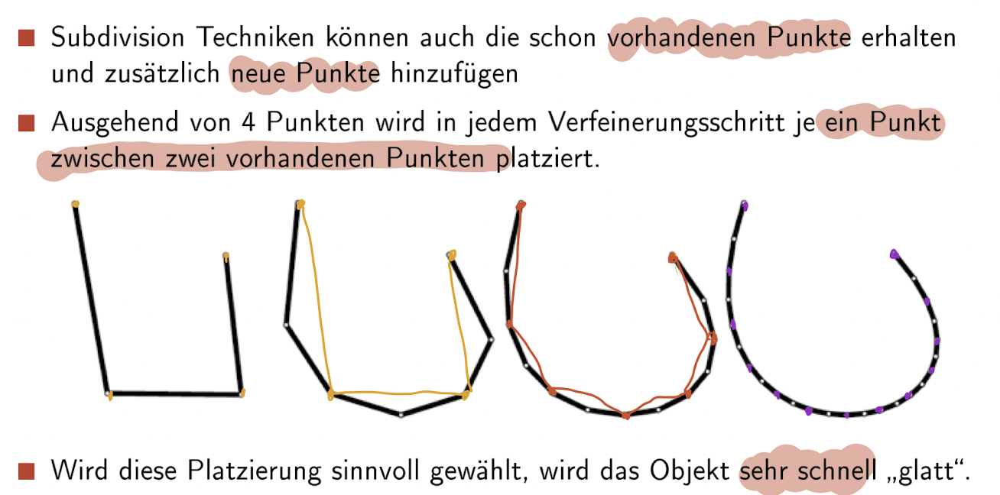 Subdivision Techniken können auch die schon vorhandenen Punkte erhalten
und zusätzlich neue Punkte hinzufügen
Ausgehend von 4 Punkten wird in jedem Verfeinerungsschritt je ein Punkt
zwischen zwei vorhandenen Punkten platziert.
Wird diese Platzierung sinnvoll gewählt, wird das Objekt sehr schnell „glatt“.